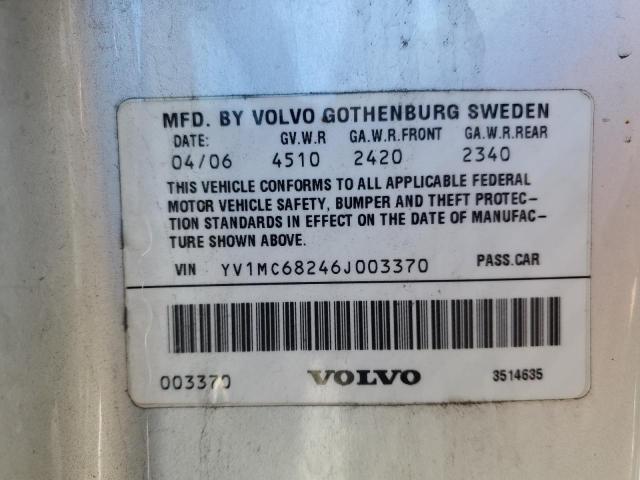 MFD. BY VOLVO GOTHENBURG SWEDEN
DATE: GV.W.R GA.W.R.FRONT GA.W.R.REAR
04/06 4510 2420 2340
THIS VEHICLE CONFORMS TO ALL APPLICABLE FEDERAL
MOTOR VEHICLE SAFETY, BUMPER AND THEFT PROTEC-
TION STANDARDS IN EFFECT ON THE DATE OF MANUFAC-
TURE SHOWN ABOVE.
VIN YV1MC68246J003370 PASS.CAR
003370 VOLVO 3514635